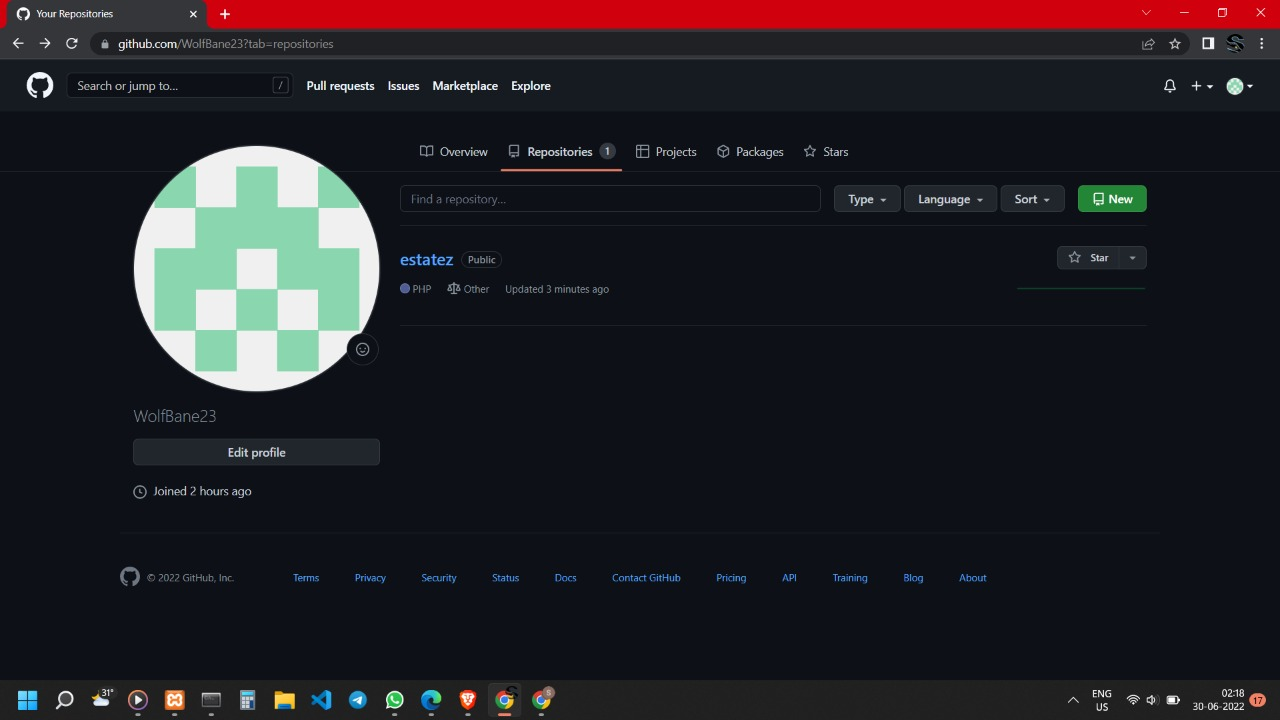 Your Repositories
github.com/WolfBane23?tab=repositories
Search or jump to... /
Pull requests Issues Marketplace Explore
Overview Repositories 1 Projects Packages Stars
Find a repository...
Type Language Sort New
estatez Public
Star
PHP Other Updated 3 minutes ago
WolfBane23
Edit profile
Joined 2 hours ago
© 2022 GitHub, Inc. Terms Privacy Security Status Docs Contact GitHub Pricing API Training Blog About
31°
S
ENG
US
02:18
30-06-2022
17